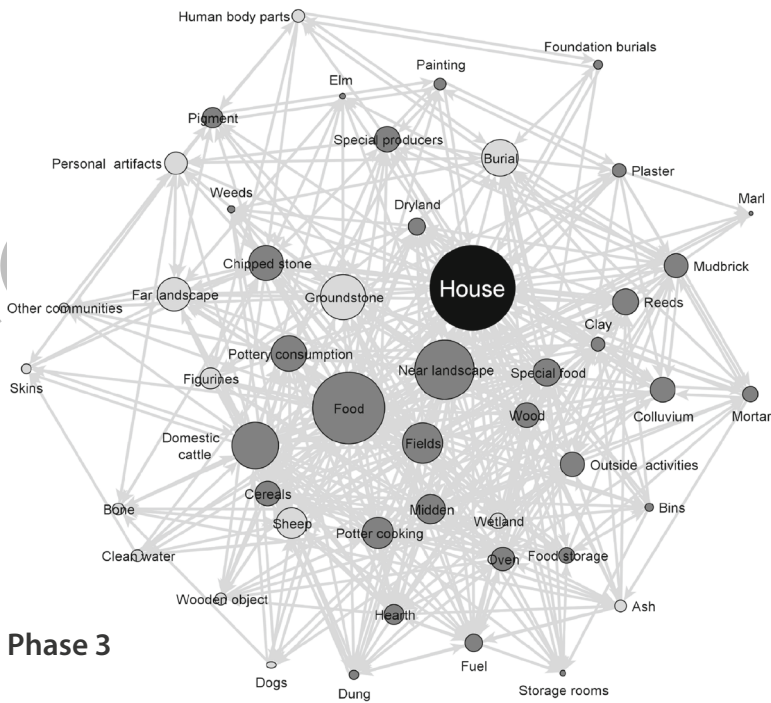 Human body parts
Foundation burials
Painting
Elm
Pigment
Special producers
Burial
Personal artifacts
Plaster
Weeds
Marl
Dryland
Chipped stone
Mudbrick
House
Far landscape
Groundstone
Reeds
Other communities
Clay
Pottery consumption
Near landscape
Special food
Skins
Figurines
Food
Wood
Colluvium
Mortar
Domestic
cattle
Fields
Outside activities
Cereals
Bone
Midden
Bins
Sheep
Wetland
Potter cooking
Clean water
Oven
Food storage
Wooden object
Ash
Hearth
Phase 3
Fuel
Dogs
Dung
Storage rooms